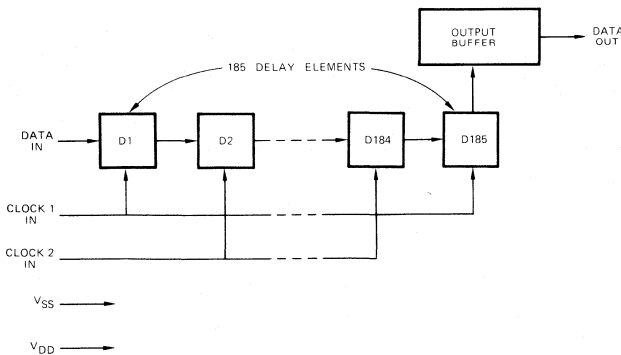 OUTPUT
BUFFER
DATA
OUT
185 DELAY ELEMENTS
DATA
IN
D1
D2
D184
D185
CLOCK 1
IN
CLOCK 2
IN
VSS
VDD